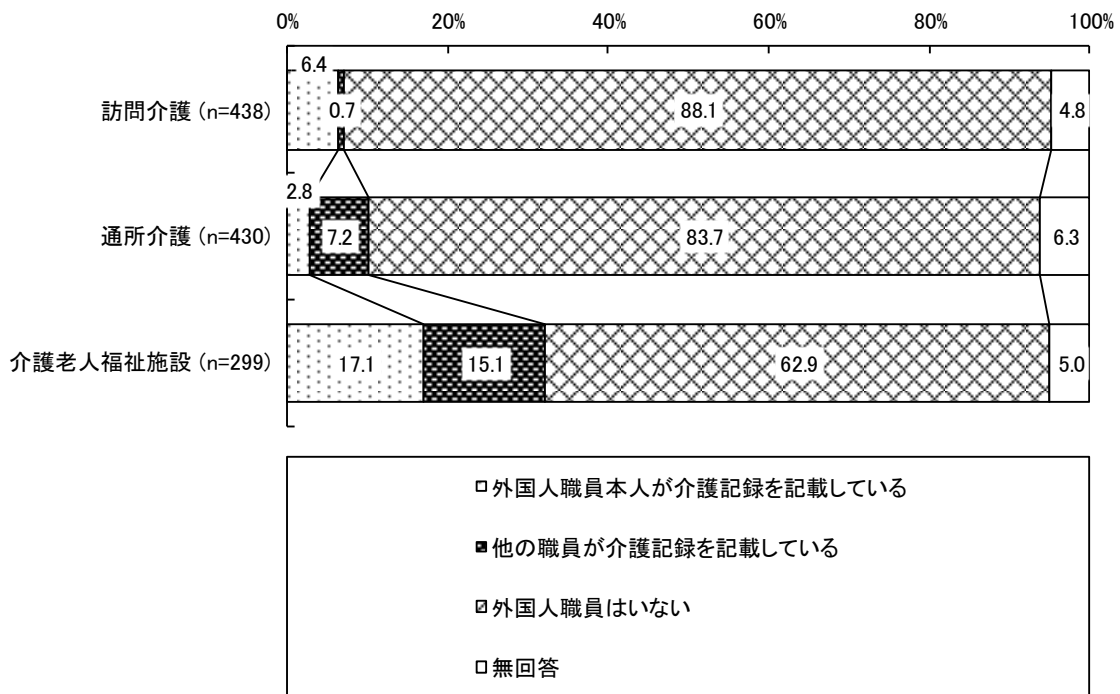 0% 20% 40% 60% 80% 100%
6.4
訪問介護 (n=438) 0.7 88.1 4.8
2.8
通所介護 (n=430) 7.2 83.7 6.3
介護老人福祉施設 (n=299) 17.1 15.1 62.9 5.0
外国人職員本人が介護記録を記載している
他の職員が介護記録を記載している
外国人職員はいない
無回答